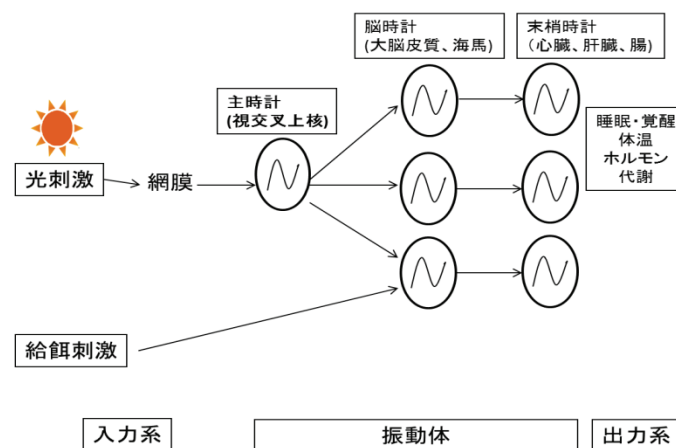 脳時計
(大脳皮質、海馬)
末梢時計
(心臓、肝臓、腸)
主時計
(視交叉上核)
光刺激
網膜
睡眠・覚醒
体温
ホルモン
代謝
給餌刺激
入力系
振動体
出力系